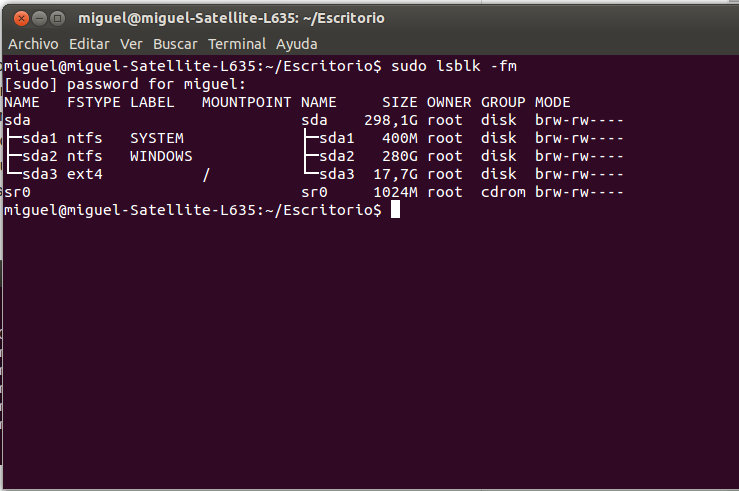 miguel@miguel-Satellite-L635: ~/Escritorio
Archivo Editar Ver Buscar Terminal Ayuda
miguel@miguel-Satellite-L635:~/Escritorio$ sudo lsblk -fm
[sudo] password for miguel:
NAME   FSTYPE LABEL   MOUNTPOINT NAME     SIZE OWNER GROUP MODE
sda                              sda    298,1G root  disk  brw-rw----
├─sda1 ntfs   SYSTEM             ├─sda1   400M root  disk  brw-rw----
├─sda2 ntfs   WINDOWS            ├─sda2   280G root  disk  brw-rw----
└─sda3 ext4           /          └─sda3  17,7G root  disk  brw-rw----
sr0                              sr0     1024M root  cdrom brw-rw----
miguel@miguel-Satellite-L635:~/Escritorio$